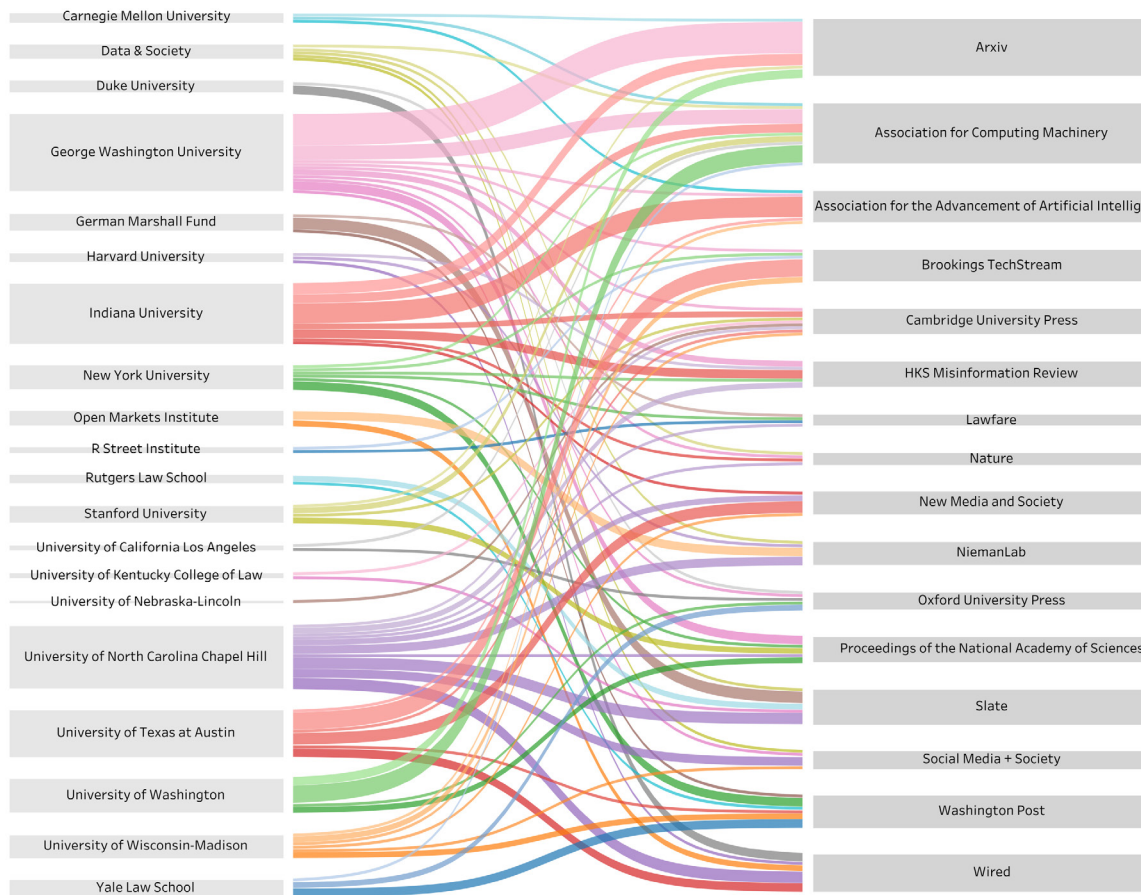 Carnegie Mellon University
Data & Society
Duke University
George Washington University
German Marshall Fund
Harvard University
Indiana University
New York University
Open Markets Institute
R Street Institute
Rutgers Law School
Stanford University
University of California Los Angeles
University of Kentucky College of Law
University of Nebraska-Lincoln
University of North Carolina Chapel Hill
University of Texas at Austin
University of Washington
University of Wisconsin-Madison
Yale Law School
Arxiv
Association for Computing Machinery
Association for the Advancement of Artificial Intellig
Brookings TechStream
Cambridge University Press
HKS Misinformation Review
Lawfare
Nature
New Media and Society
NiemanLab
Oxford University Press
Proceedings of the National Academy of Sciences
Slate
Social Media + Society
Washington Post
Wired